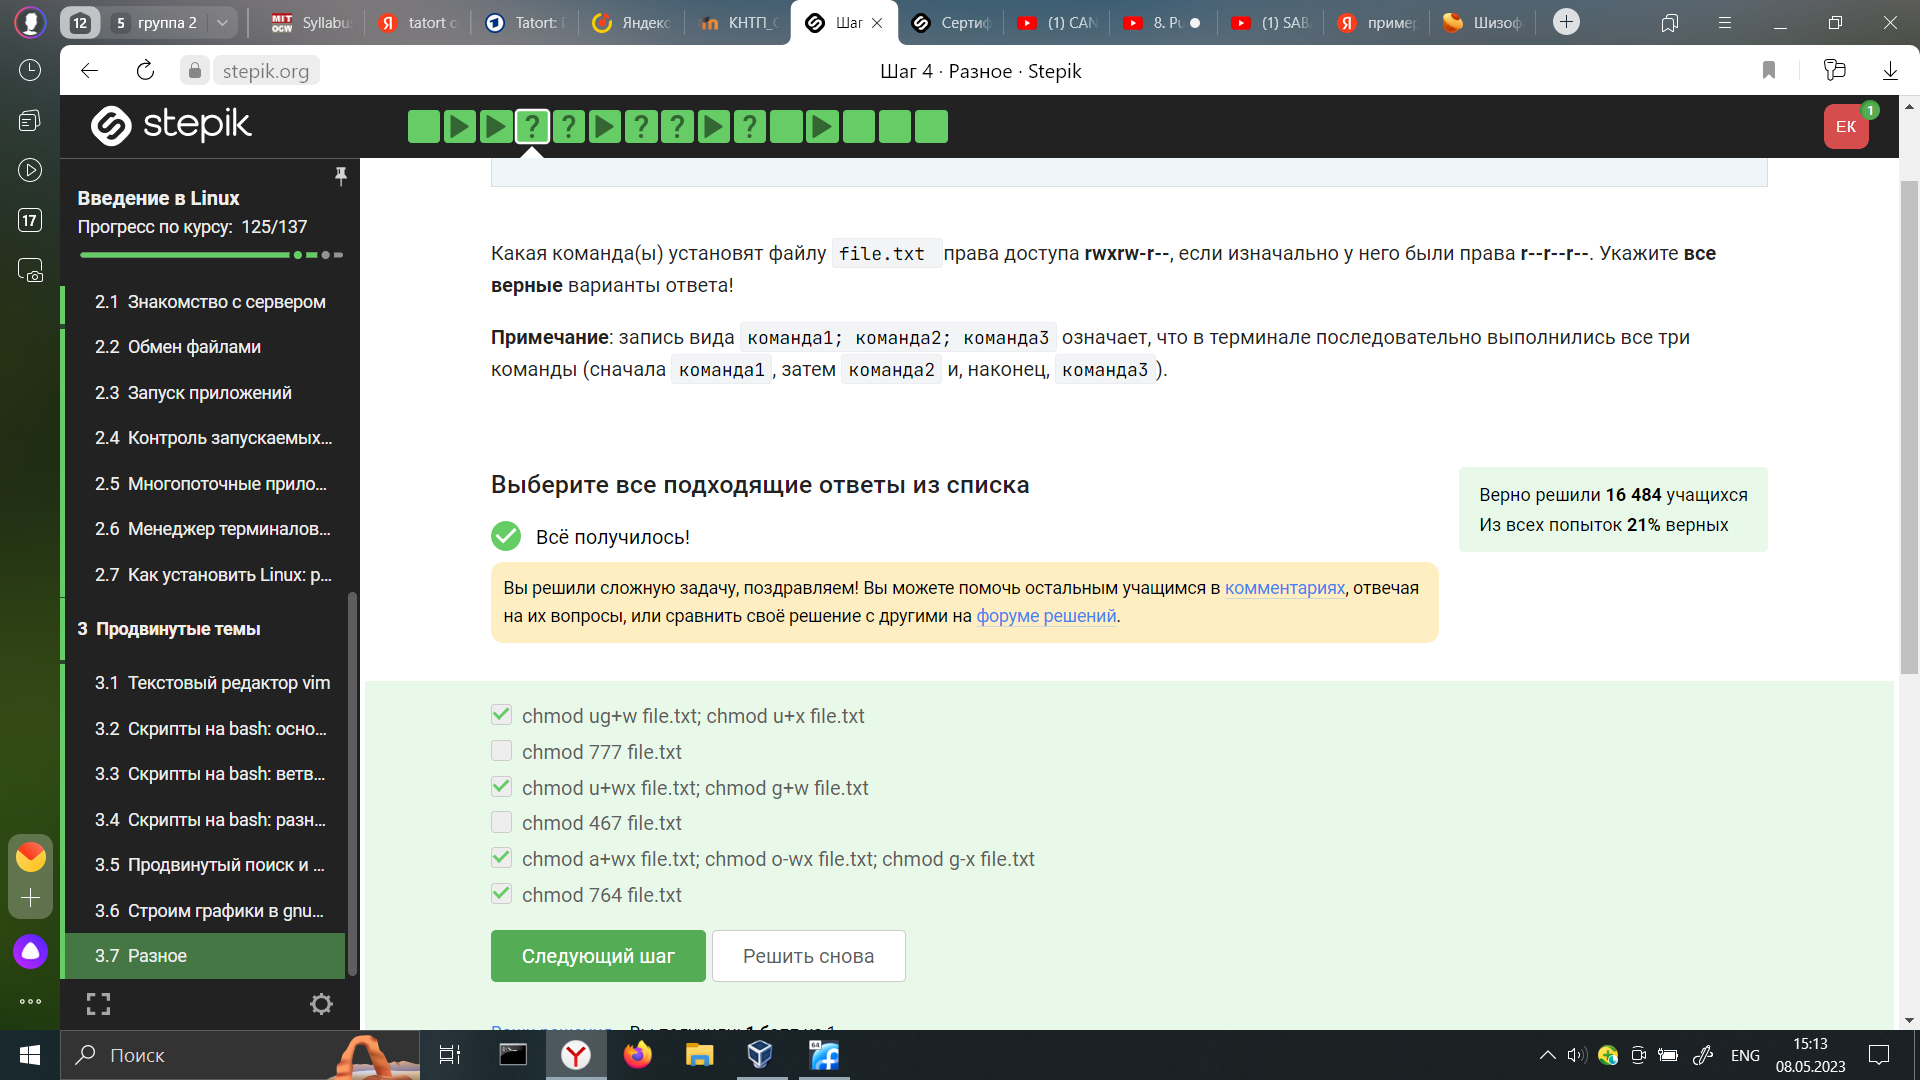 12
5 группа 2
MIT OCW Syllabu
tatort
Tatort:
Яндекс
КНТП_
Шаг
Сертиф
(1) CAN
8. Pu
(1) SAB
пример
Шизоф
stepik.org
Шаг 4 · Разное · Stepik
stepik
? ? ? ? ?
ЕК
1
17
Введение в Linux
Прогресс по курсу: 125/137
2.1 Знакомство с сервером
2.2 Обмен файлами
2.3 Запуск приложений
2.4 Контроль запускаемых...
2.5 Многопоточные прило...
2.6 Менеджер терминалов...
2.7 Как установить Linux: р...
3 Продвинутые темы
3.1 Текстовый редактор vim
3.2 Скрипты на bash: осно...
3.3 Скрипты на bash: ветв...
3.4 Скрипты на bash: разн...
3.5 Продвинутый поиск и ...
3.6 Строим графики в gnu...
3.7 Разное
Какая команда(ы) установят файлу file.txt права доступа rwxrw-r--, если изначально у него были права r--r--r--. Укажите все
верные варианты ответа!
Примечание: запись вида команда1; команда2; команда3 означает, что в терминале последовательно выполнились все три
команды (сначала команда1, затем команда2 и, наконец, команда3).
Выберите все подходящие ответы из списка
Верно решили 16 484 учащихся
Из всех попыток 21% верных
Всё получилось!
Вы решили сложную задачу, поздравляем! Вы можете помочь остальным учащимся в комментариях, отвечая
на их вопросы, или сравнить своё решение с другими на форуме решений.
chmod ug+w file.txt; chmod u+x file.txt
chmod 777 file.txt
chmod u+wx file.txt; chmod g+w file.txt
chmod 467 file.txt
chmod a+wx file.txt; chmod o-wx file.txt; chmod g-x file.txt
chmod 764 file.txt
Следующий шаг
Решить снова
Поиск
64
ENG
15:13
08.05.2023